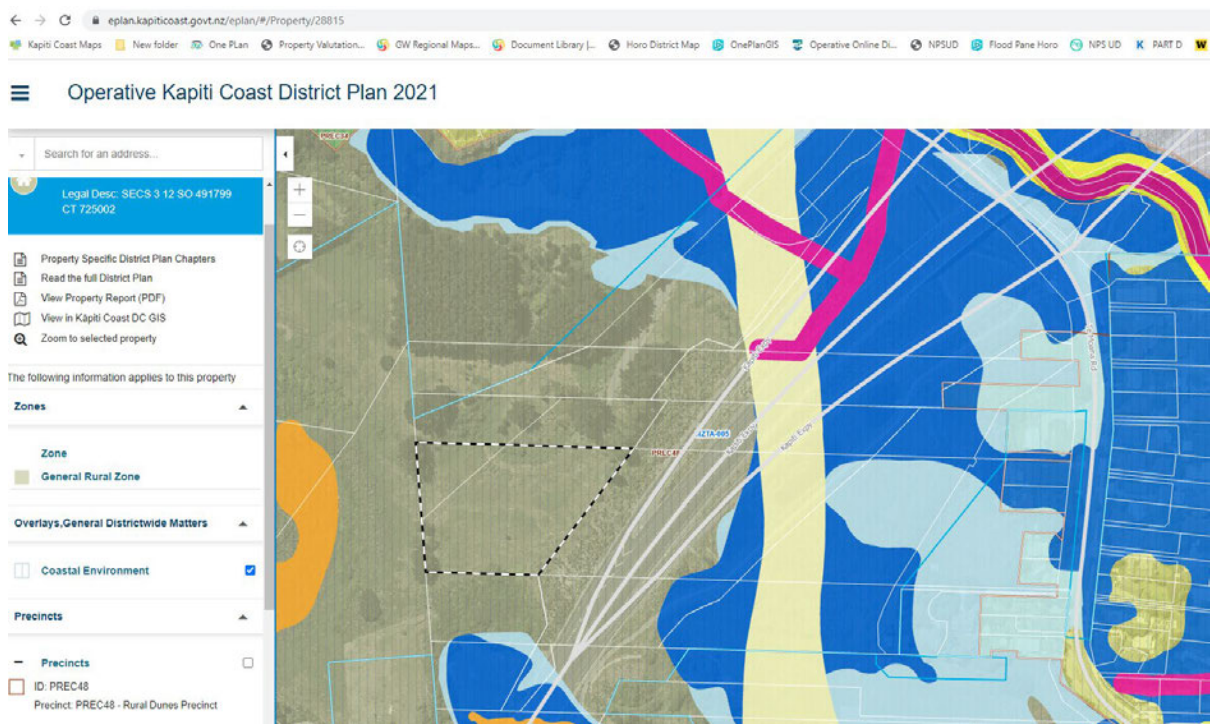 eplan.kapiticoast.govt.nz/eplan/#/Property/28815
Kapiti Coast Maps New folder One PLan Property Valutation... GW Regional Maps... Document Library |... Horo District Map OnePlanGIS Operative Online Di... NPSUD Flood Pane Horo NPS UD PART D
Operative Kapiti Coast District Plan 2021
Search for an address...
Legal Desc: SECS 3 12 SO 491799
CT 725002
Property Specific District Plan Chapters
Read the full District Plan
View Property Report (PDF)
View in Kāpiti Coast DC GIS
Zoom to selected property
The following information applies to this property
Zones
Zone
General Rural Zone
Overlays,General Districtwide Matters
Coastal Environment
Precincts
Precincts
ID: PREC48
Precinct: PREC48 - Rural Dunes Precinct
Kapiti Expy
PREC48